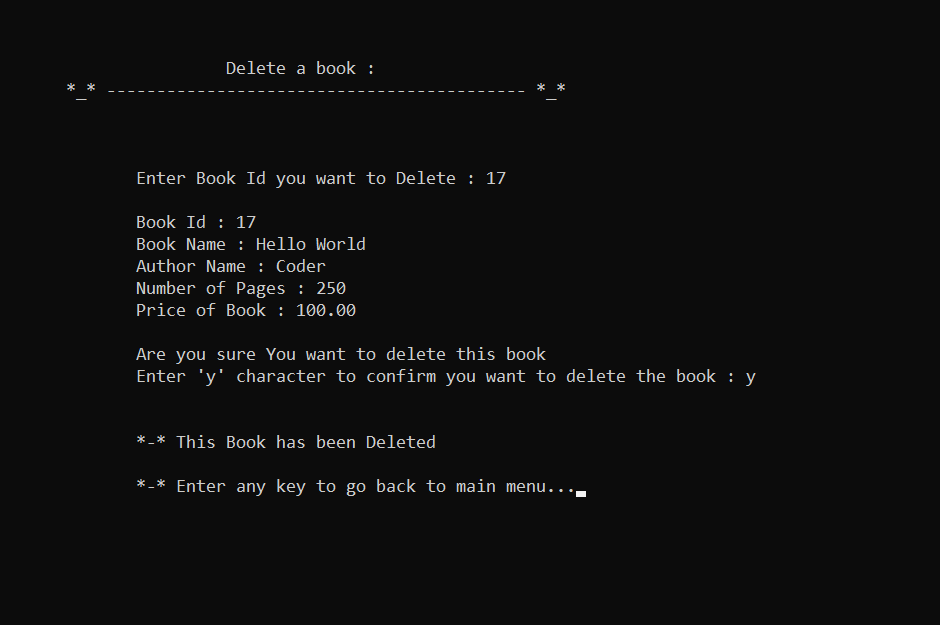 Delete a book :
*_* ------------------------------------------ *_*
Enter Book Id you want to Delete : 17
Book Id : 17
Book Name : Hello World
Author Name : Coder
Number of Pages : 250
Price of Book : 100.00
Are you sure You want to delete this book
Enter 'y' character to confirm you want to delete the book : y
*-* This Book has been Deleted
*-* Enter any key to go back to main menu...